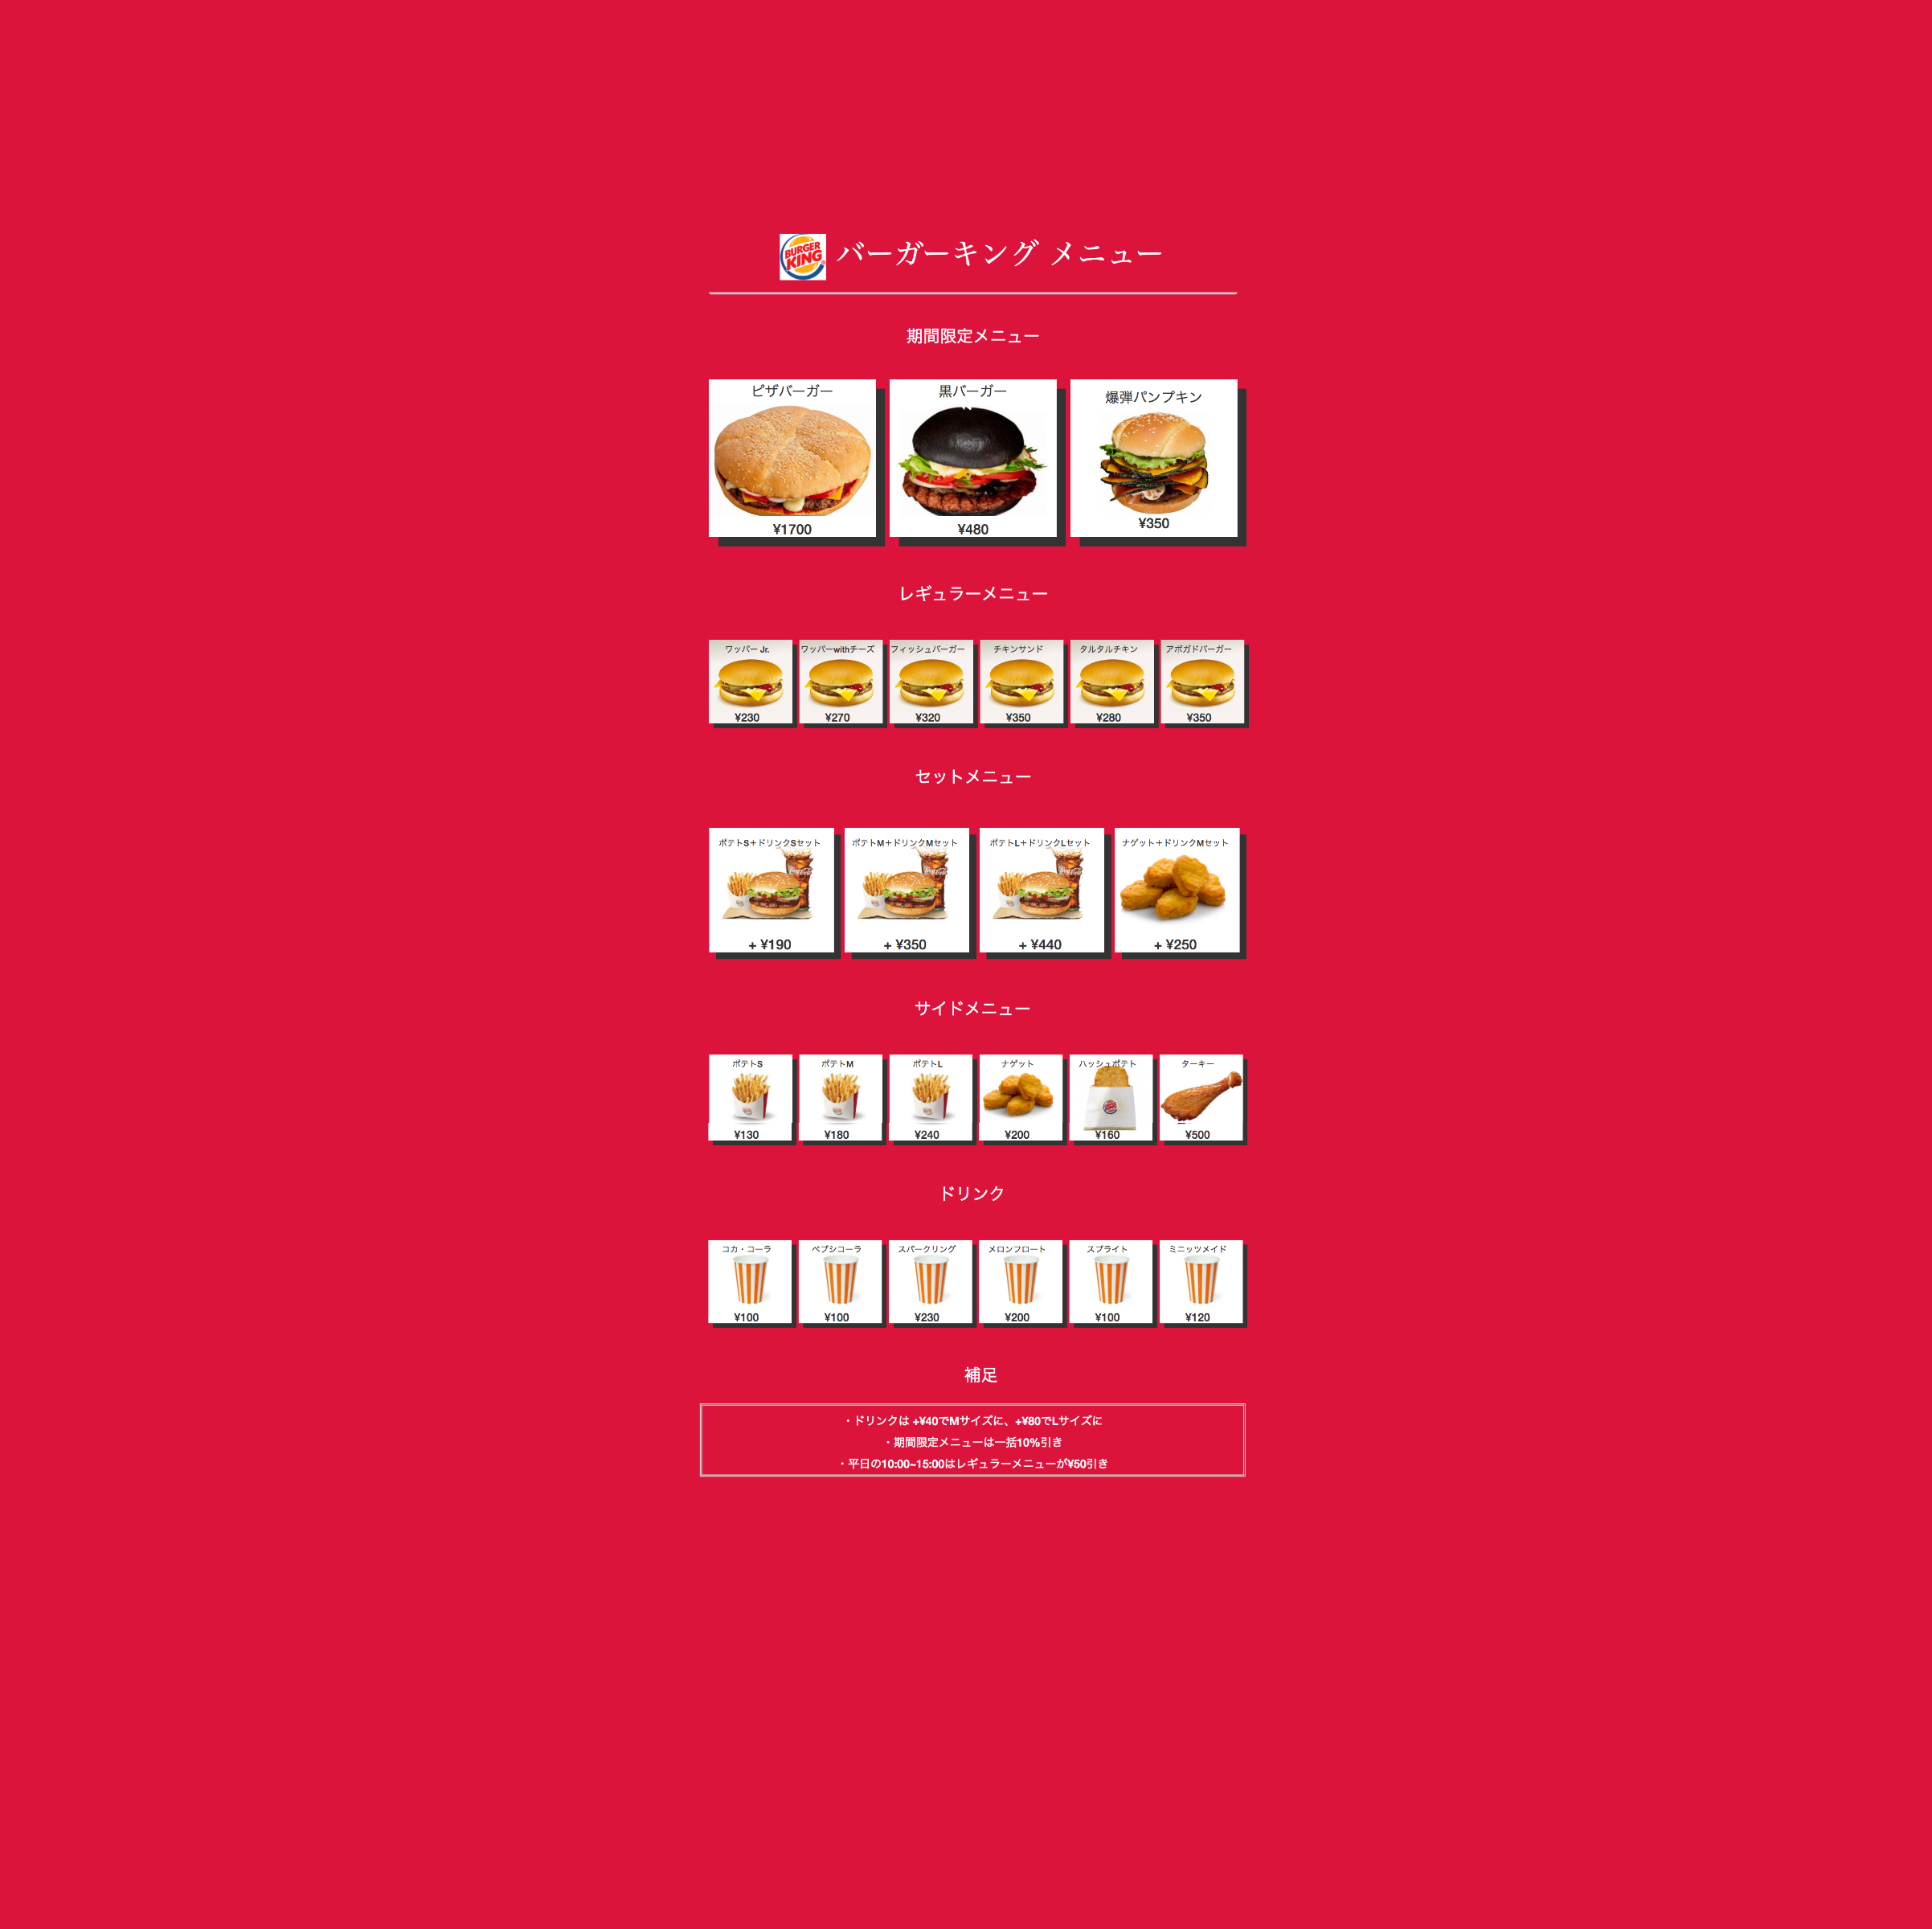 BURGER KING
バーガーキング メニュー
期間限定メニュー
ピザバーガー 黒バーガー 爆弾パンプキン
¥1700 ¥480 ¥350
レギュラーメニュー
ワッパー Jr. ワッパーwithチーズ フィッシュバーガー チキンサンド タルタルチキン アボガドバーガー
¥230 ¥270 ¥320 ¥350 ¥280 ¥350
セットメニュー
ポテトS＋ドリンクSセット ポテトM＋ドリンクMセット ポテトL＋ドリンクLセット ナゲット＋ドリンクMセット
+ ¥190 + ¥350 + ¥440 + ¥250
サイドメニュー
ポテトS ポテトM ポテトL ナゲット ハッシュポテト ターキー
¥130 ¥180 ¥240 ¥200 ¥160 ¥500
ドリンク
コカ・コーラ ペプシコーラ スパークリング メロンフロート スプライト ミニッツメイド
¥100 ¥100 ¥230 ¥200 ¥100 ¥120
補足
・ドリンクは +¥40でMサイズに、+¥80でLサイズに
・期間限定メニューは一括10%引き
・平日の10:00~15:00はレギュラーメニューが¥50引き